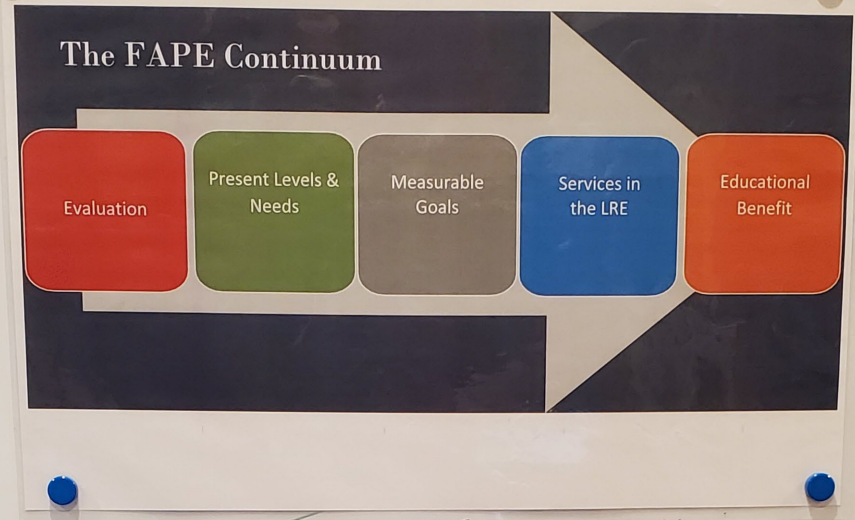 The FAPE Continuum
Evaluation
Present Levels &
Needs
Measurable
Goals
Services in
the LRE
Educational
Benefit